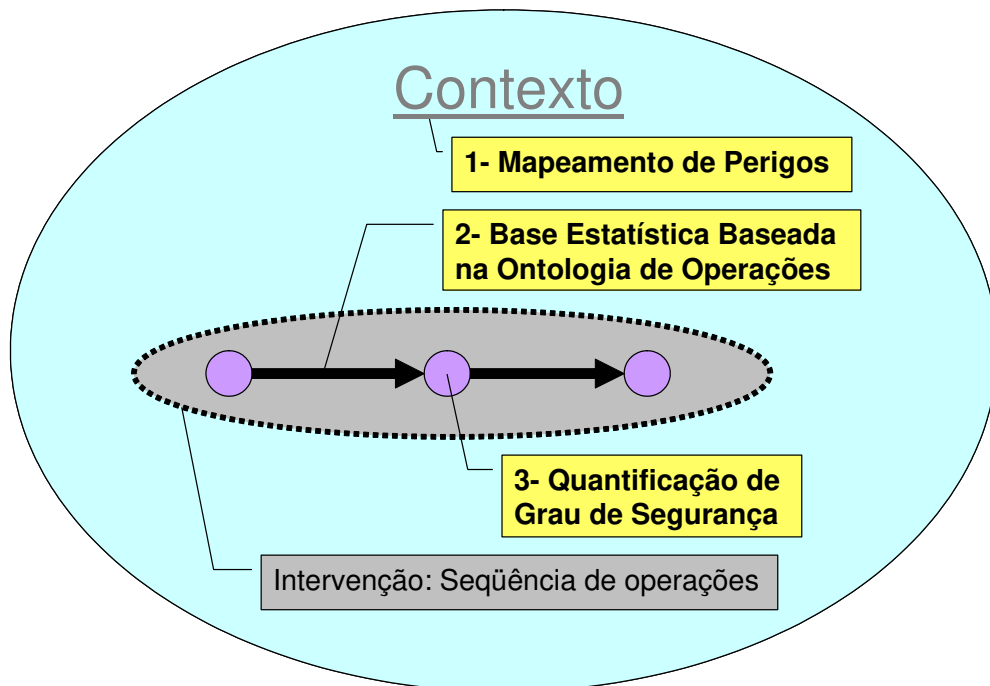 Contexto
1- Mapeamento de Perigos
2- Base Estatística Baseada
na Ontologia de Operações
3- Quantificação de
Grau de Segurança
Intervenção: Seqüência de operações